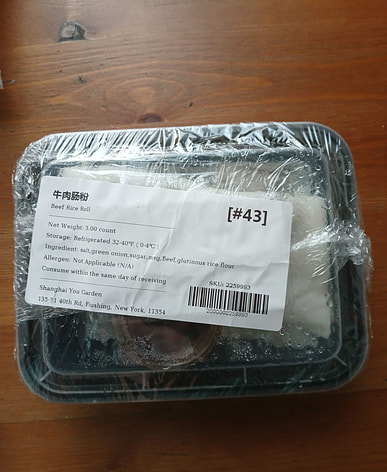 牛肉肠粉
Beef Rice Roll
[#43]
Net Weight 3.00 count
Storage: Refrigerated 32-40°F ( 0-4°C)
Ingredient: salt,green onion,sugar,msg,Beef,glutinous rice flour
Allergen: Not Applicable (N/A)
Consume within the same day of receiving
SKU: 2259993
Shanghai You Garden
135-31 40th Rd, Flushing, New York, 11354